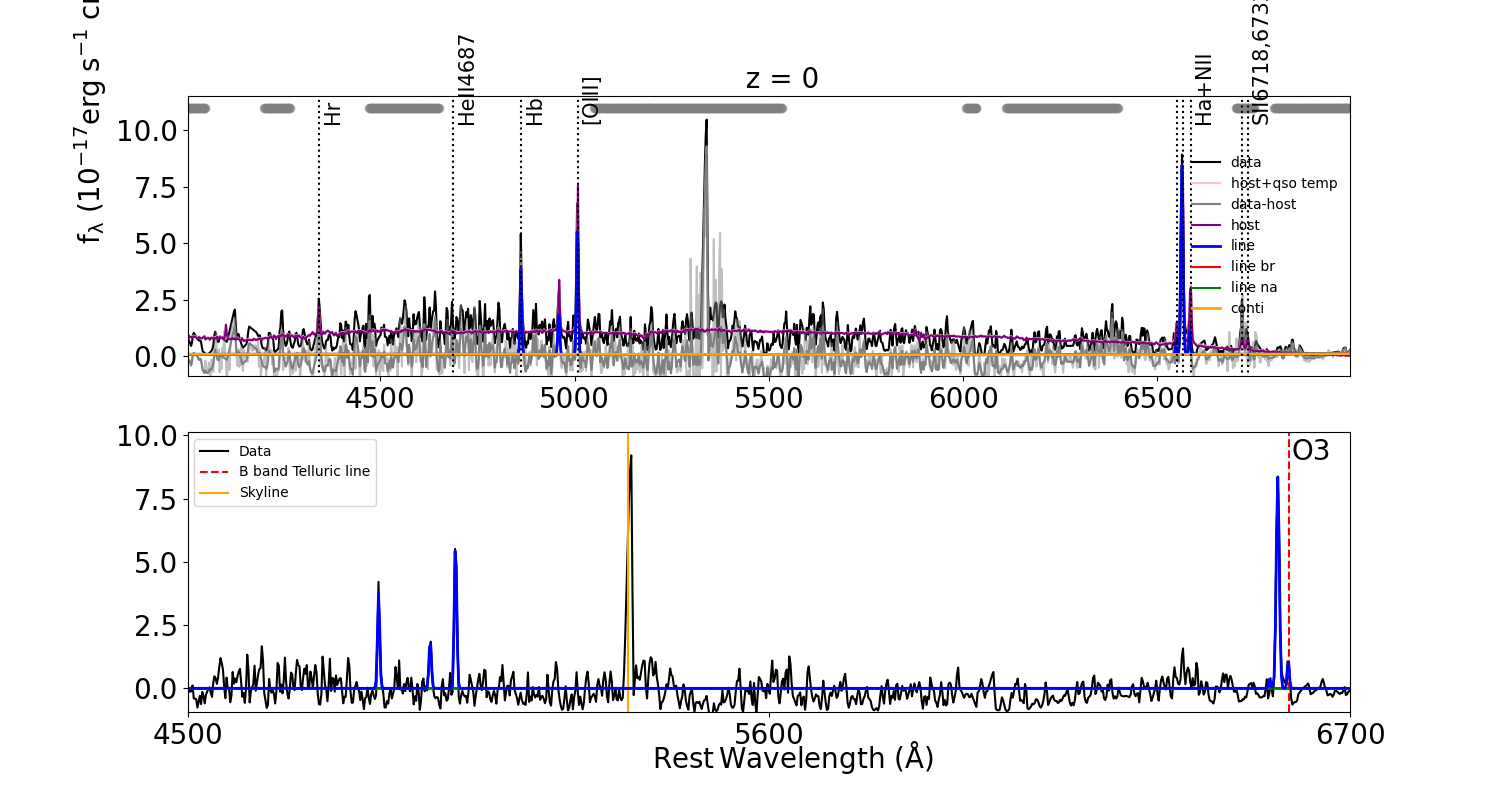 z = 0
fλ (10⁻¹⁷erg s⁻¹ c
Hr
HeII4687
Hb
[OIII]
Ha+NII
SII6718,673
10.0
7.5
5.0
2.5
0.0
data
host+qso temp
data-host
host
line
line br
line na
conti
4500
5000
5500
6000
6500
10.0
7.5
5.0
2.5
0.0
Data
B band Telluric line
Skyline
O3
4500
5600
6700
Rest Wavelength (Å)